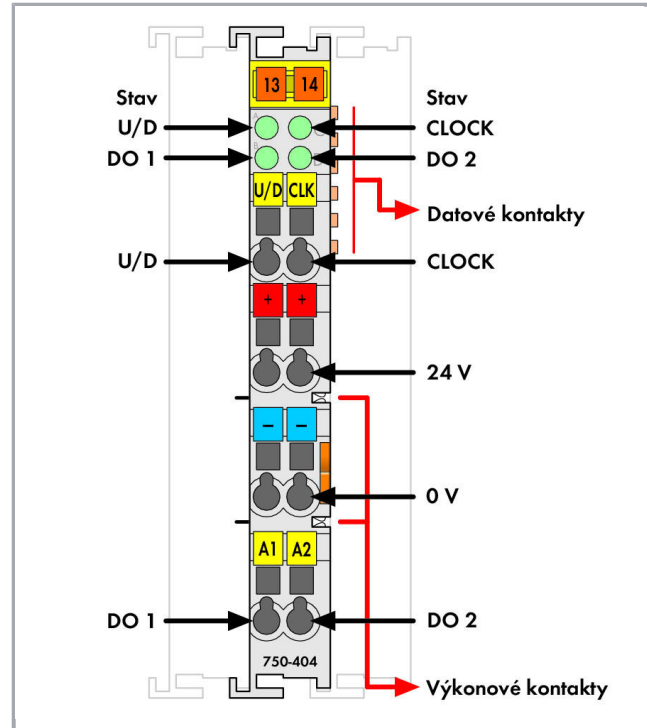 13 14
Stav
Stav
U/D
CLOCK
DO 1
DO 2
A
C
B
D
U/D CLK
Datové kontakty
U/D
CLOCK
+ +
24 V
− −
0 V
A1 A2
DO 1
DO 2
750-404
Výkonové kontakty